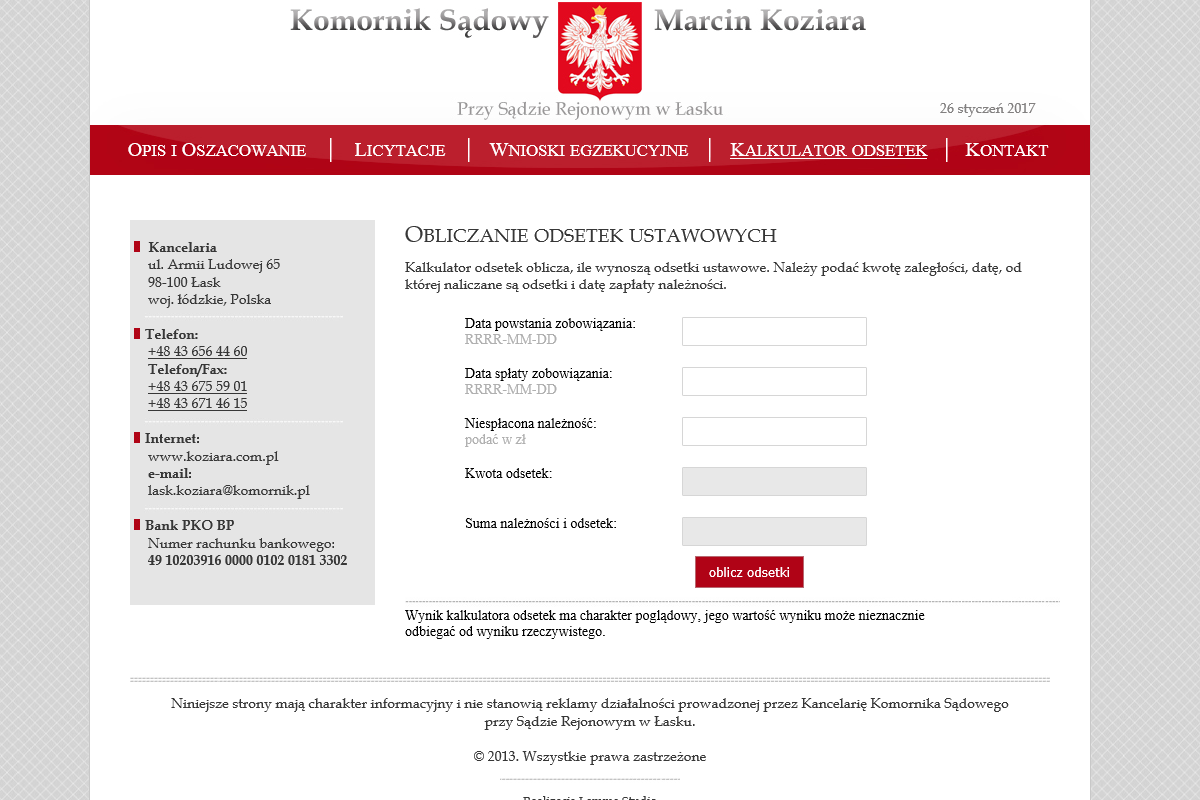 Komornik Sądowy Marcin Koziara
Przy Sądzie Rejonowym w Łasku
26 styczeń 2017
Opis i Oszacowanie
Licytacje
Wnioski egzekucyjne
Kalkulator odsetek
Kontakt
Kancelaria
ul. Armii Ludowej 65
98-100 Łask
woj. łódzkie, Polska
Telefon:
+48 43 656 44 60
Telefon/Fax:
+48 43 675 59 01
+48 43 671 46 15
Internet:
www.koziara.com.pl
e-mail:
lask.koziara@komornik.pl
Bank PKO BP
Numer rachunku bankowego:
49 10203916 0000 0102 0181 3302
Obliczanie odsetek ustawowych
Kalkulator odsetek oblicza, ile wynoszą odsetki ustawowe. Należy podać kwotę zaległości, datę, od
której naliczane są odsetki i datę zapłaty należności.
Data powstania zobowiązania:
RRRR-MM-DD
Data spłaty zobowiązania:
RRRR-MM-DD
Niespłacona należność:
podać w zł
Kwota odsetek:
Suma należności i odsetek:
oblicz odsetki
Wynik kalkulatora odsetek ma charakter poglądowy, jego wartość wyniku może nieznacznie
odbiegać od wyniku rzeczywistego.
Niniejsze strony mają charakter informacyjny i nie stanowią reklamy działalności prowadzonej przez Kancelarię Komornika Sądowego
przy Sądzie Rejonowym w Łasku.
© 2013. Wszystkie prawa zastrzeżone